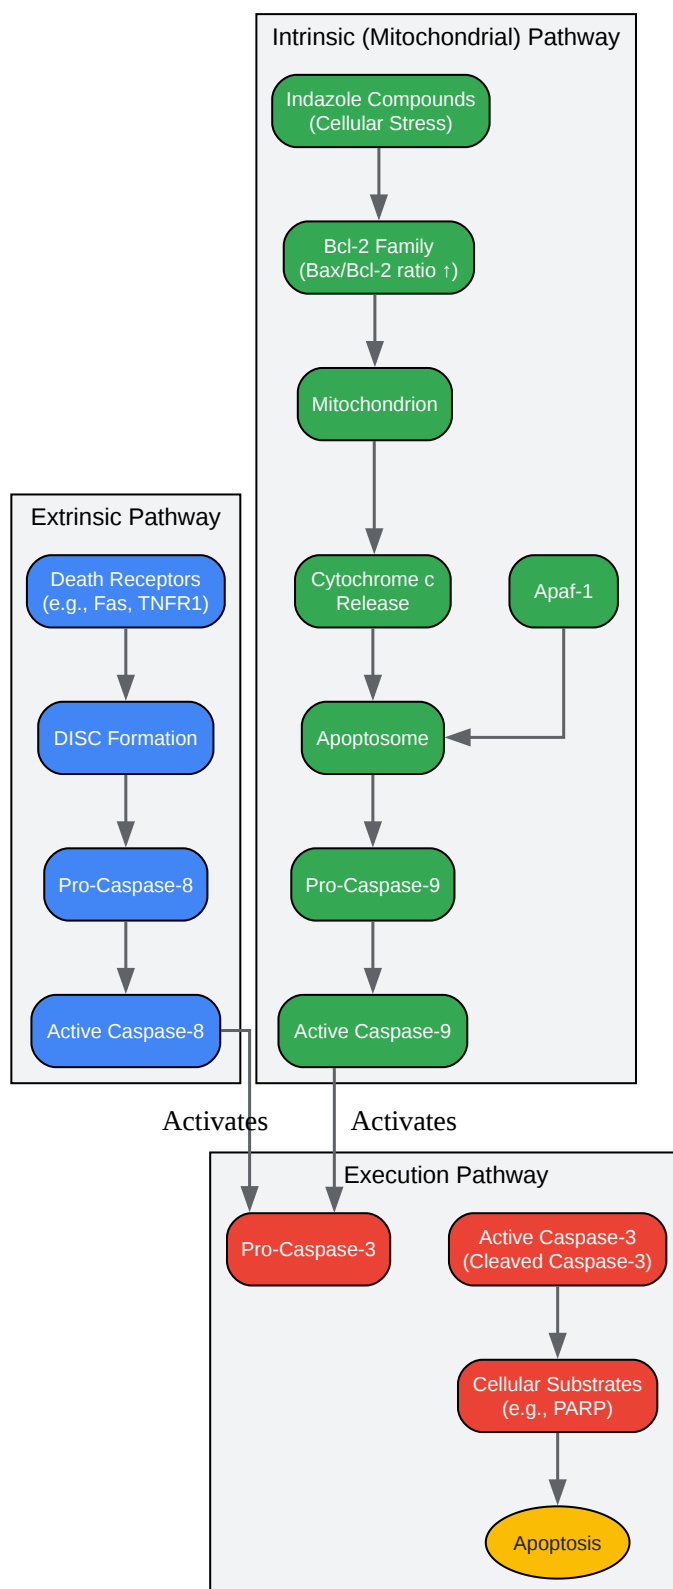 Intrinsic (Mitochondrial) Pathway
Indazole Compounds
(Cellular Stress)
Bcl-2 Family
(Bax/Bcl-2 ratio ↑)
Mitochondrion
Cytochrome c
Release
Apaf-1
Apoptosome
Pro-Caspase-9
Active Caspase-9
Extrinsic Pathway
Death Receptors
(e.g., Fas, TNFR1)
DISC Formation
Pro-Caspase-8
Active Caspase-8
Activates
Activates
Execution Pathway
Pro-Caspase-3
Active Caspase-3
(Cleaved Caspase-3)
Cellular Substrates
(e.g., PARP)
Apoptosis